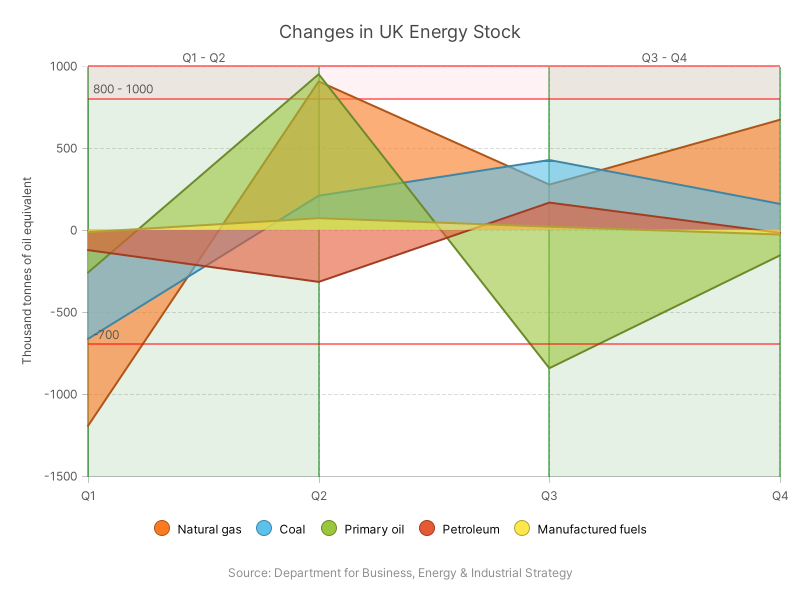 Changes in UK Energy Stock
Q1 - Q2
Q3 - Q4
1000
800 - 1000
500
0
-500
-700
-1000
-1500
Thousand tonnes of oil equivalent
Q1
Q2
Q3
Q4
Natural gas
Coal
Primary oil
Petroleum
Manufactured fuels
Source: Department for Business, Energy & Industrial Strategy